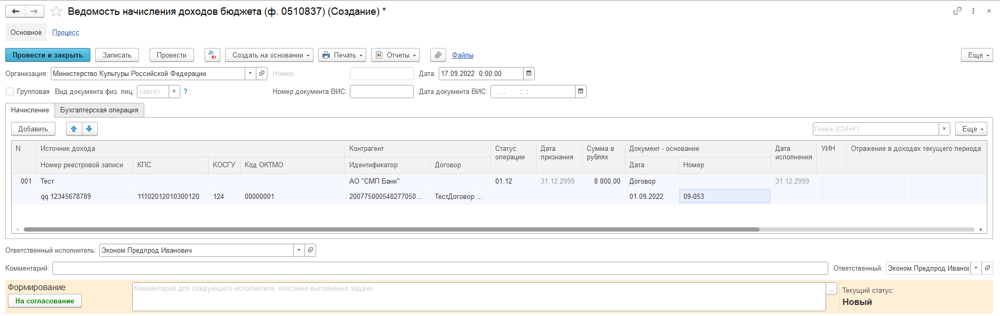 Ведомость начисления доходов бюджета (ф. 0510837) (Создание) *
Основное Процесс
Провести и закрыть Записать Провести Дт Кт Создать на основании Печать Отчеты Файлы Еще
Организация: Министерство Культуры Российской Федерации Номер: Дата: 17.09.2022 0:00:00
Групповая Вид документа физ. лиц: <авто> × ? Номер документа ВИС: Дата документа ВИС: . . : :
Начисление Бухгалтерская операция
Добавить Поиск (Ctrl+F) × Еще
N Источник дохода Контрагент Статус операции Дата признания Сумма в рублях Документ - основание Дата исполнения УИН Отражение в доходах текущего периода
Номер реестровой записи КПС КОСГУ Код ОКТМО Идентификатор Договор Дата Номер
001 Тест АО "СМП Банк" 01.12 31.12.2999 8 800,00 Договор 31.12.2999
qq 12345678789 11102012010300120 124 00000001 200775000548277050... ТестДоговор ... 01.09.2022 09-053
Ответственный исполнитель: Эконом Предпрод Иванович
Комментарий: Ответственный: Эконом Предпрод Иванов
Формирование Комментарий для следующего исполнителя, описание выполнения задачи ... Текущий статус:
На согласование Новый